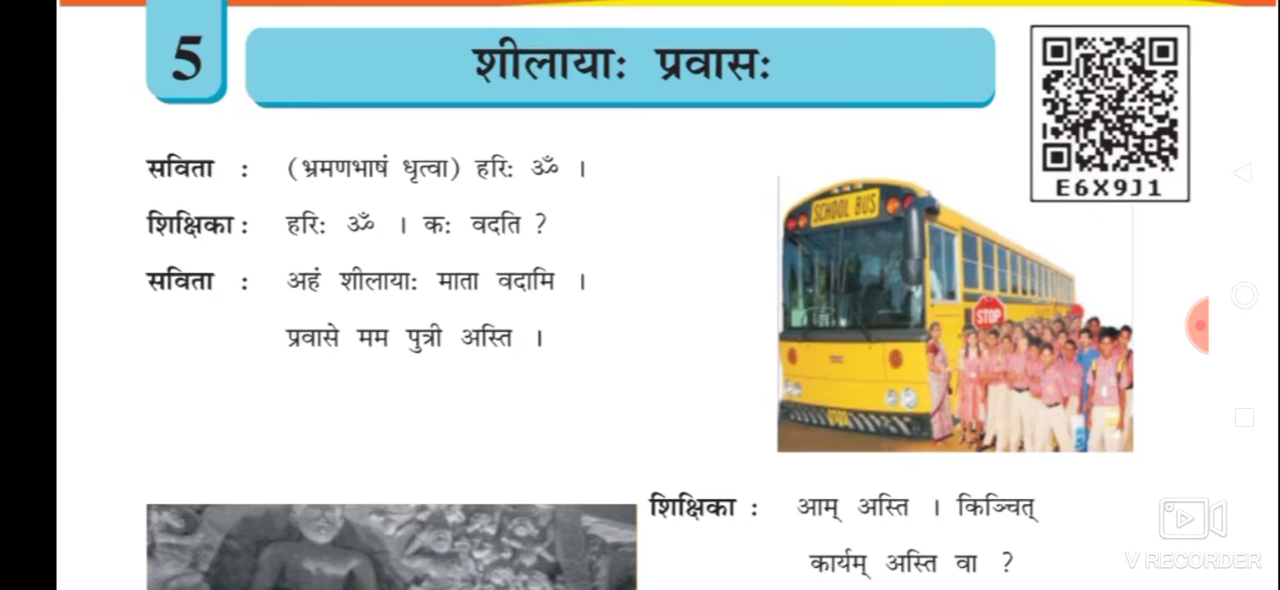 5
शीलायाः प्रवासः
E6X9J1
सविता : (भ्रमणभाषं धृत्वा) हरिः ॐ ।
शिक्षिका : हरिः ॐ । कः वदति ?
सविता : अहं शीलायाः माता वदामि ।
प्रवासे मम पुत्री अस्ति ।
SCHOOL BUS
STOP
शिक्षिका : आम् अस्ति । किञ्चित्
कार्यम् अस्ति वा ?
V RECORDER